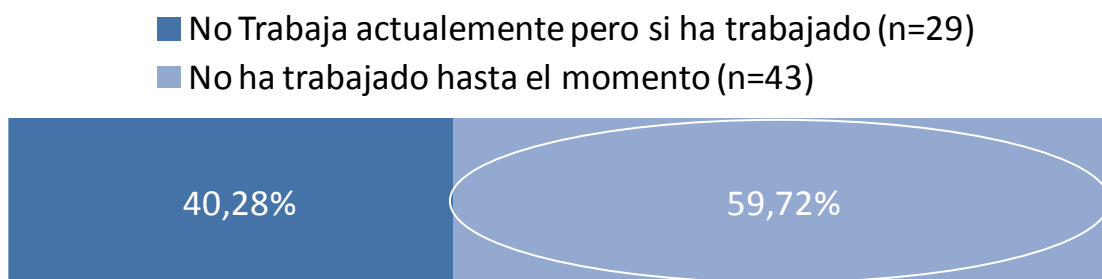 No Trabaja actualemente pero si ha trabajado (n=29)
No ha trabajado hasta el momento (n=43)
40,28% 59,72%